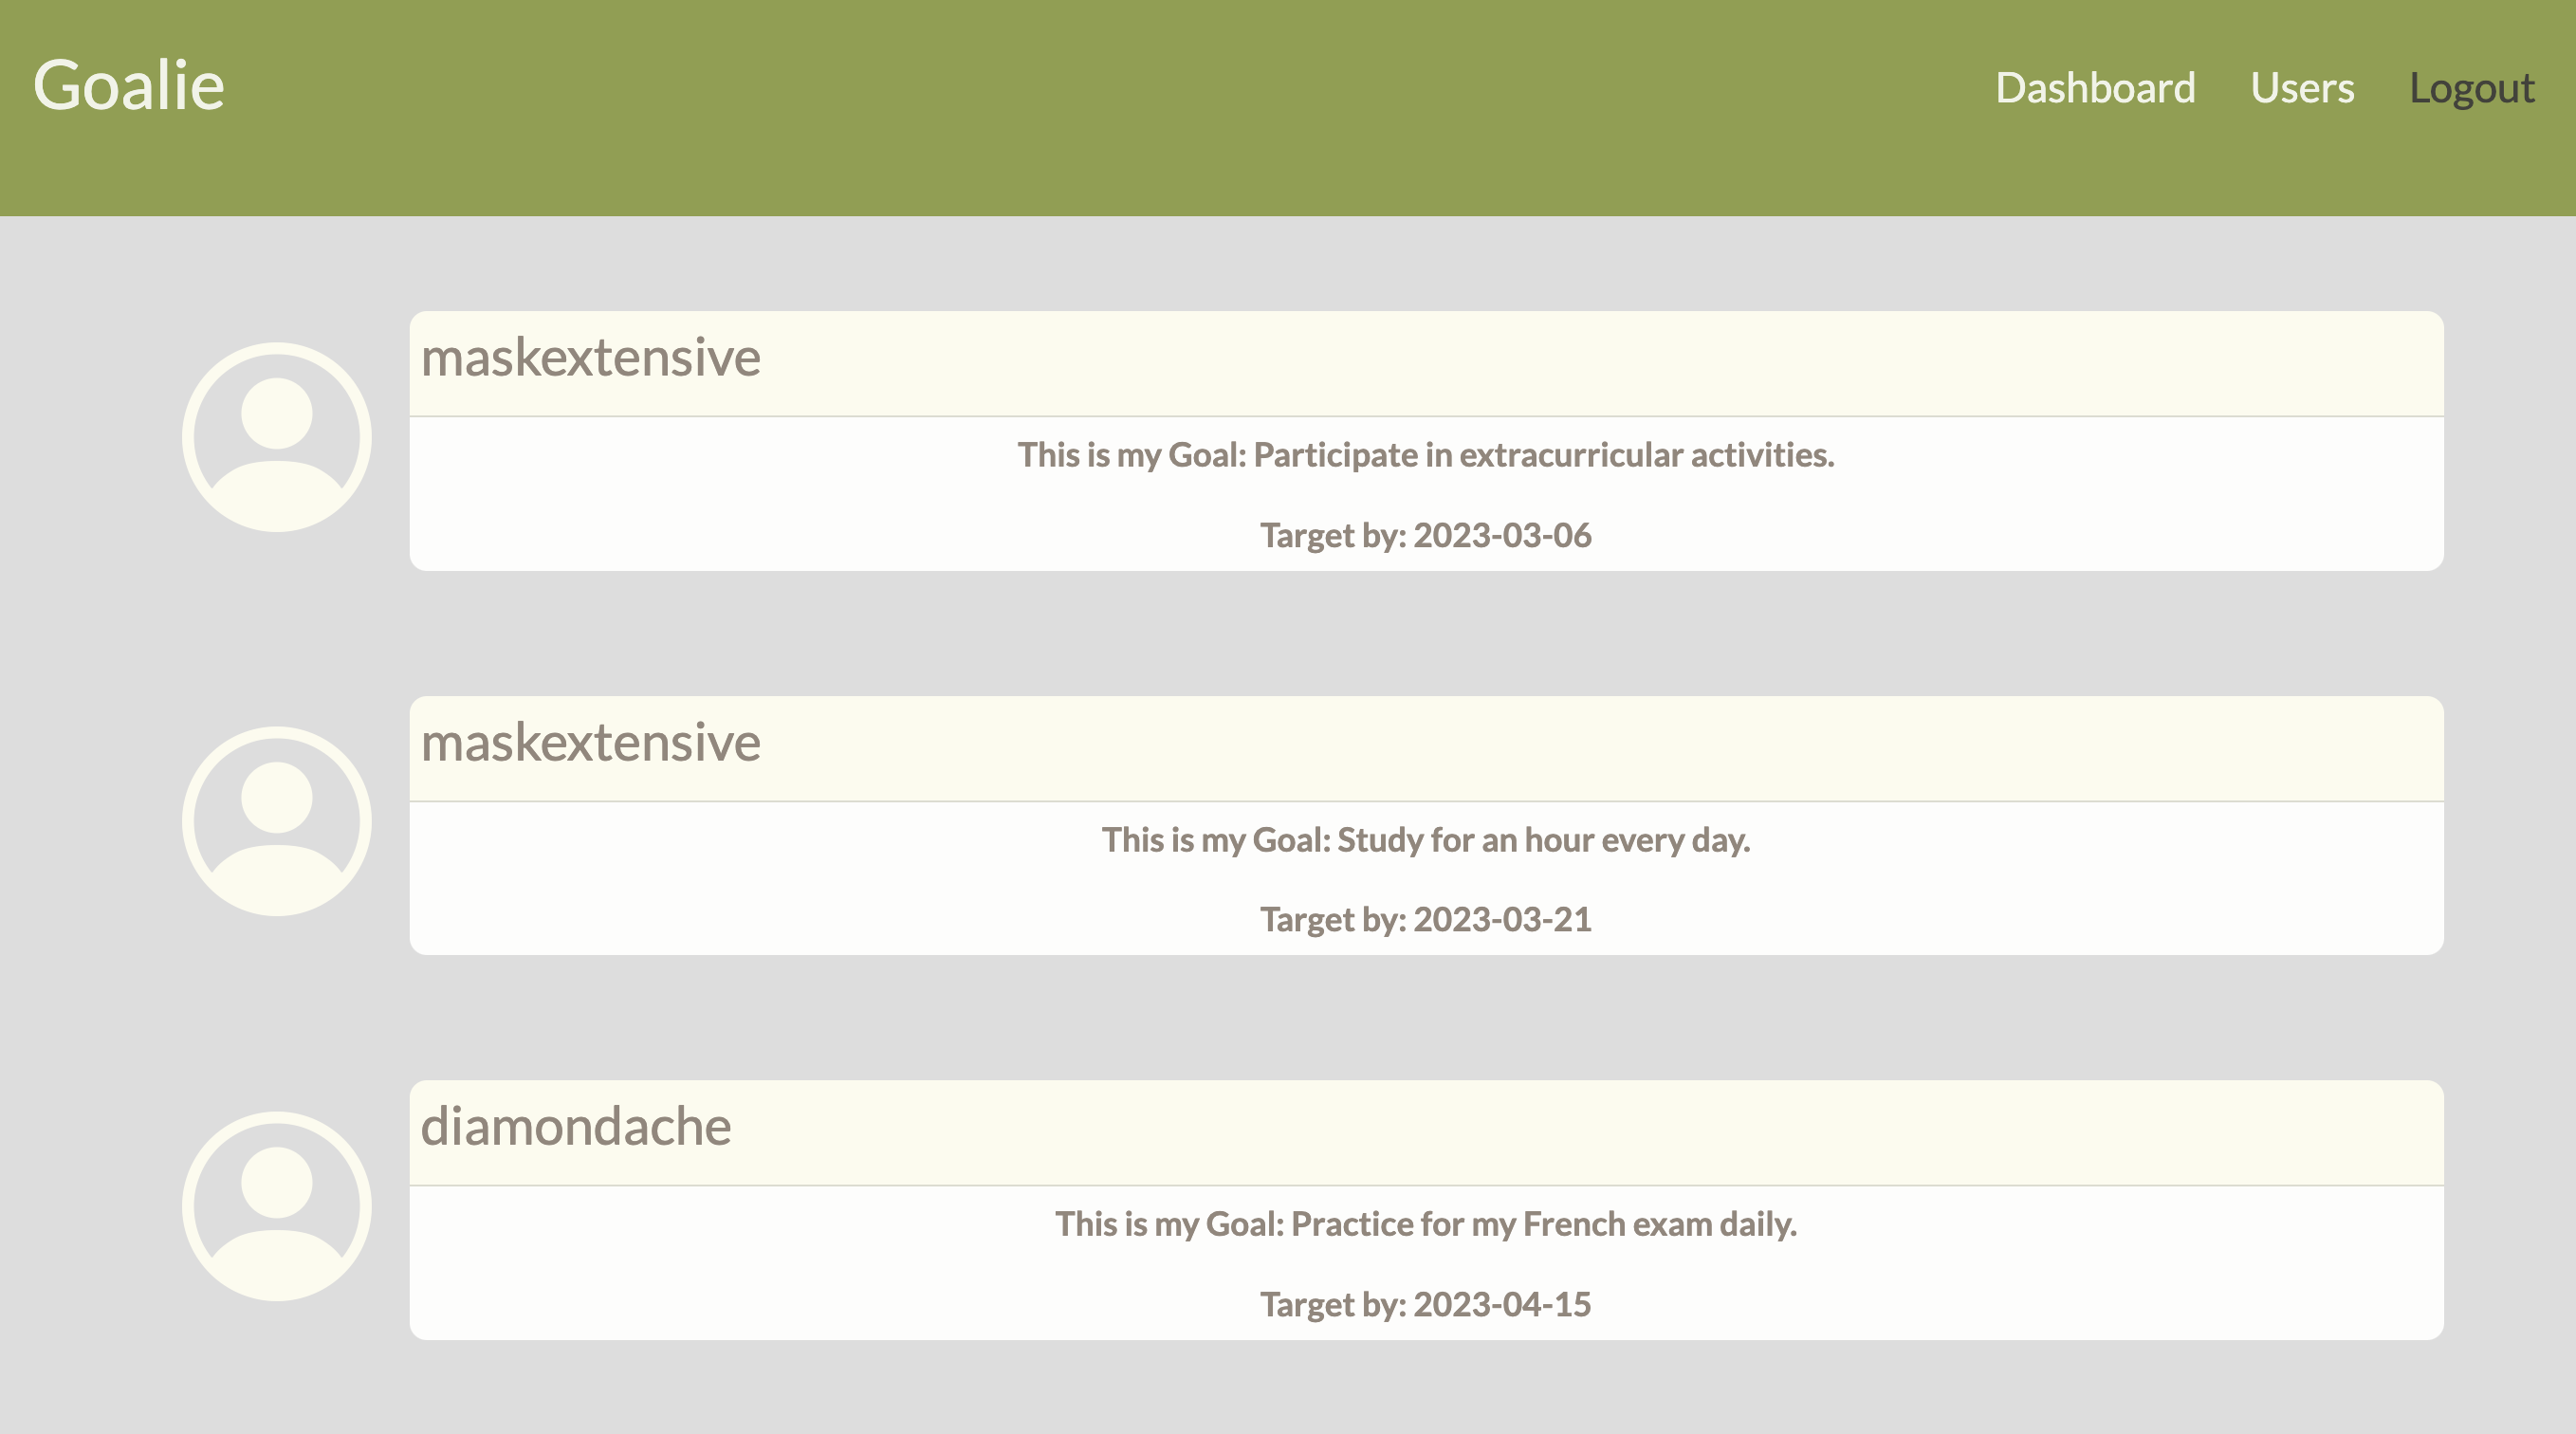 Goalie
Dashboard Users Logout
maskextensive
This is my Goal: Participate in extracurricular activities.
Target by: 2023-03-06
maskextensive
This is my Goal: Study for an hour every day.
Target by: 2023-03-21
diamondache
This is my Goal: Practice for my French exam daily.
Target by: 2023-04-15